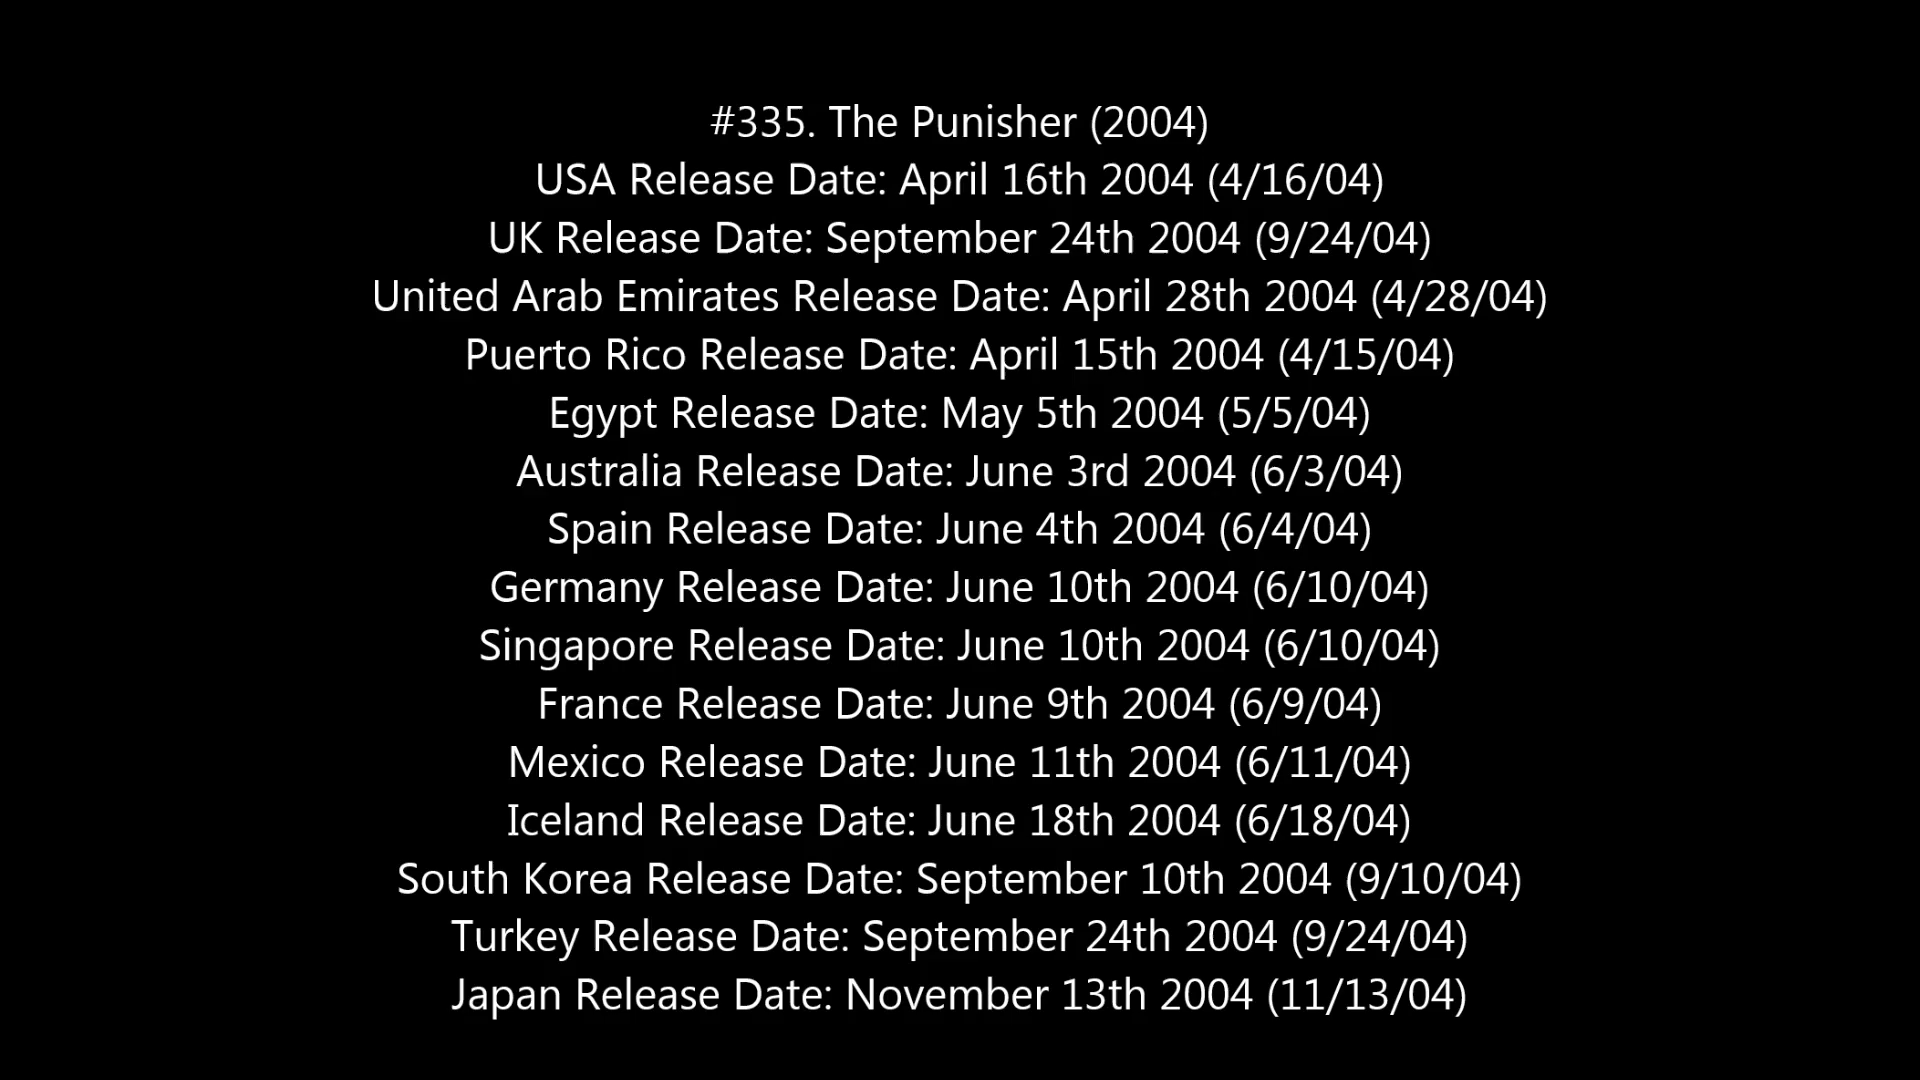 #335. The Punisher (2004)
USA Release Date: April 16th 2004 (4/16/04)
UK Release Date: September 24th 2004 (9/24/04)
United Arab Emirates Release Date: April 28th 2004 (4/28/04)
Puerto Rico Release Date: April 15th 2004 (4/15/04)
Egypt Release Date: May 5th 2004 (5/5/04)
Australia Release Date: June 3rd 2004 (6/3/04)
Spain Release Date: June 4th 2004 (6/4/04)
Germany Release Date: June 10th 2004 (6/10/04)
Singapore Release Date: June 10th 2004 (6/10/04)
France Release Date: June 9th 2004 (6/9/04)
Mexico Release Date: June 11th 2004 (6/11/04)
Iceland Release Date: June 18th 2004 (6/18/04)
South Korea Release Date: September 10th 2004 (9/10/04)
Turkey Release Date: September 24th 2004 (9/24/04)
Japan Release Date: November 13th 2004 (11/13/04)